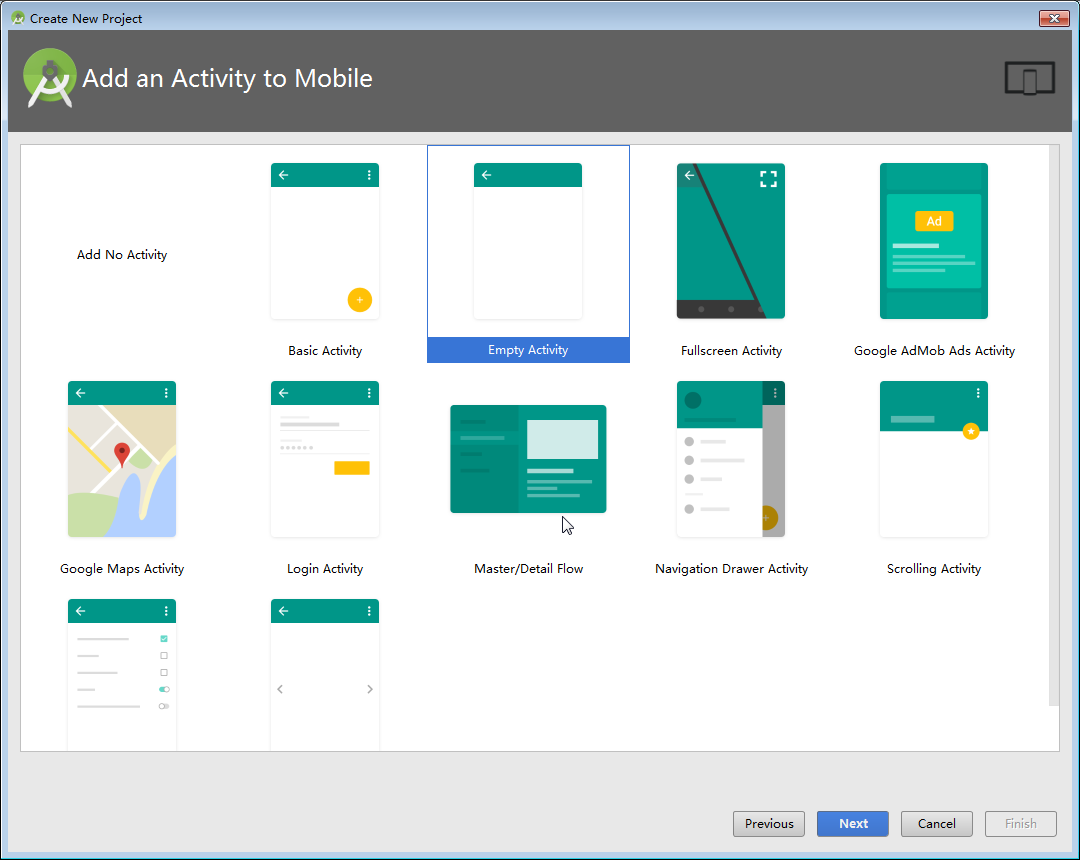 Create New Project
Add an Activity to Mobile
Add No Activity
Ad
Basic Activity
Empty Activity
Fullscreen Activity
Google AdMob Ads Activity
Google Maps Activity
Login Activity
Master/Detail Flow
Navigation Drawer Activity
Scrolling Activity
Previous
Next
Cancel
Finish